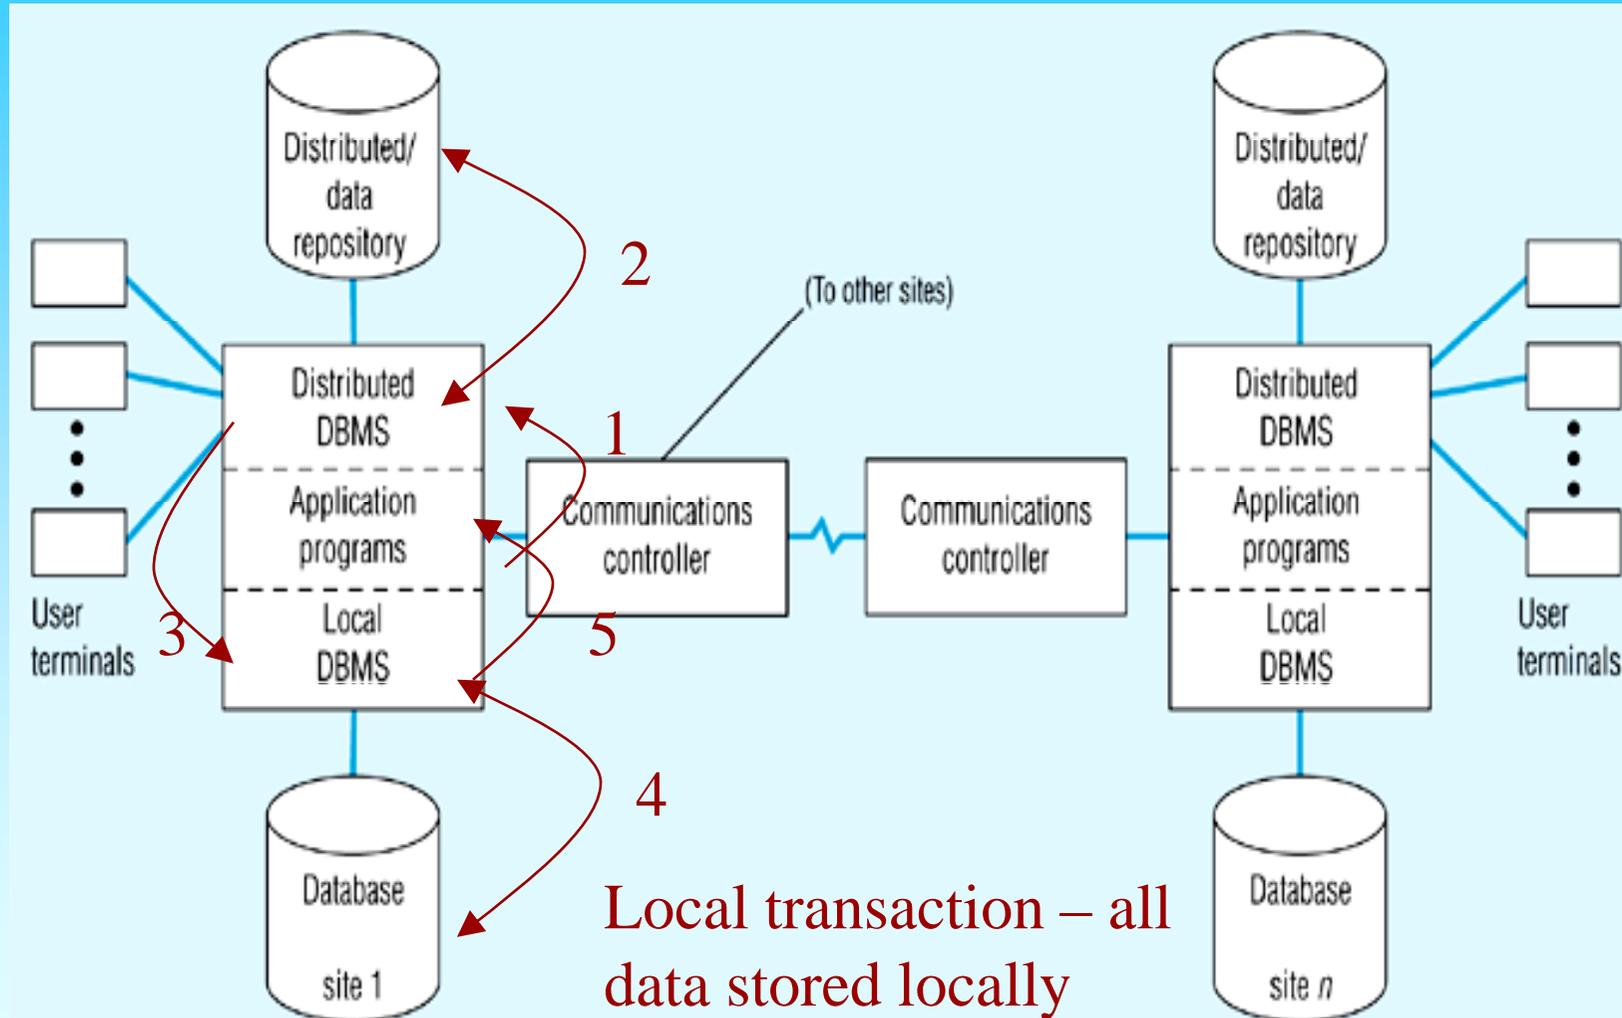 Distributed/
data
repository
Distributed/
data
repository
2
(To other sites)
Distributed
DBMS
1
Distributed
DBMS
Application
programs
Communications
controller
Communications
controller
Application
programs
User
terminals
3
Local
DBMS
5
Local
DBMS
User
terminals
4
Database
site 1
Local transaction – all
data stored locally
Database
site n